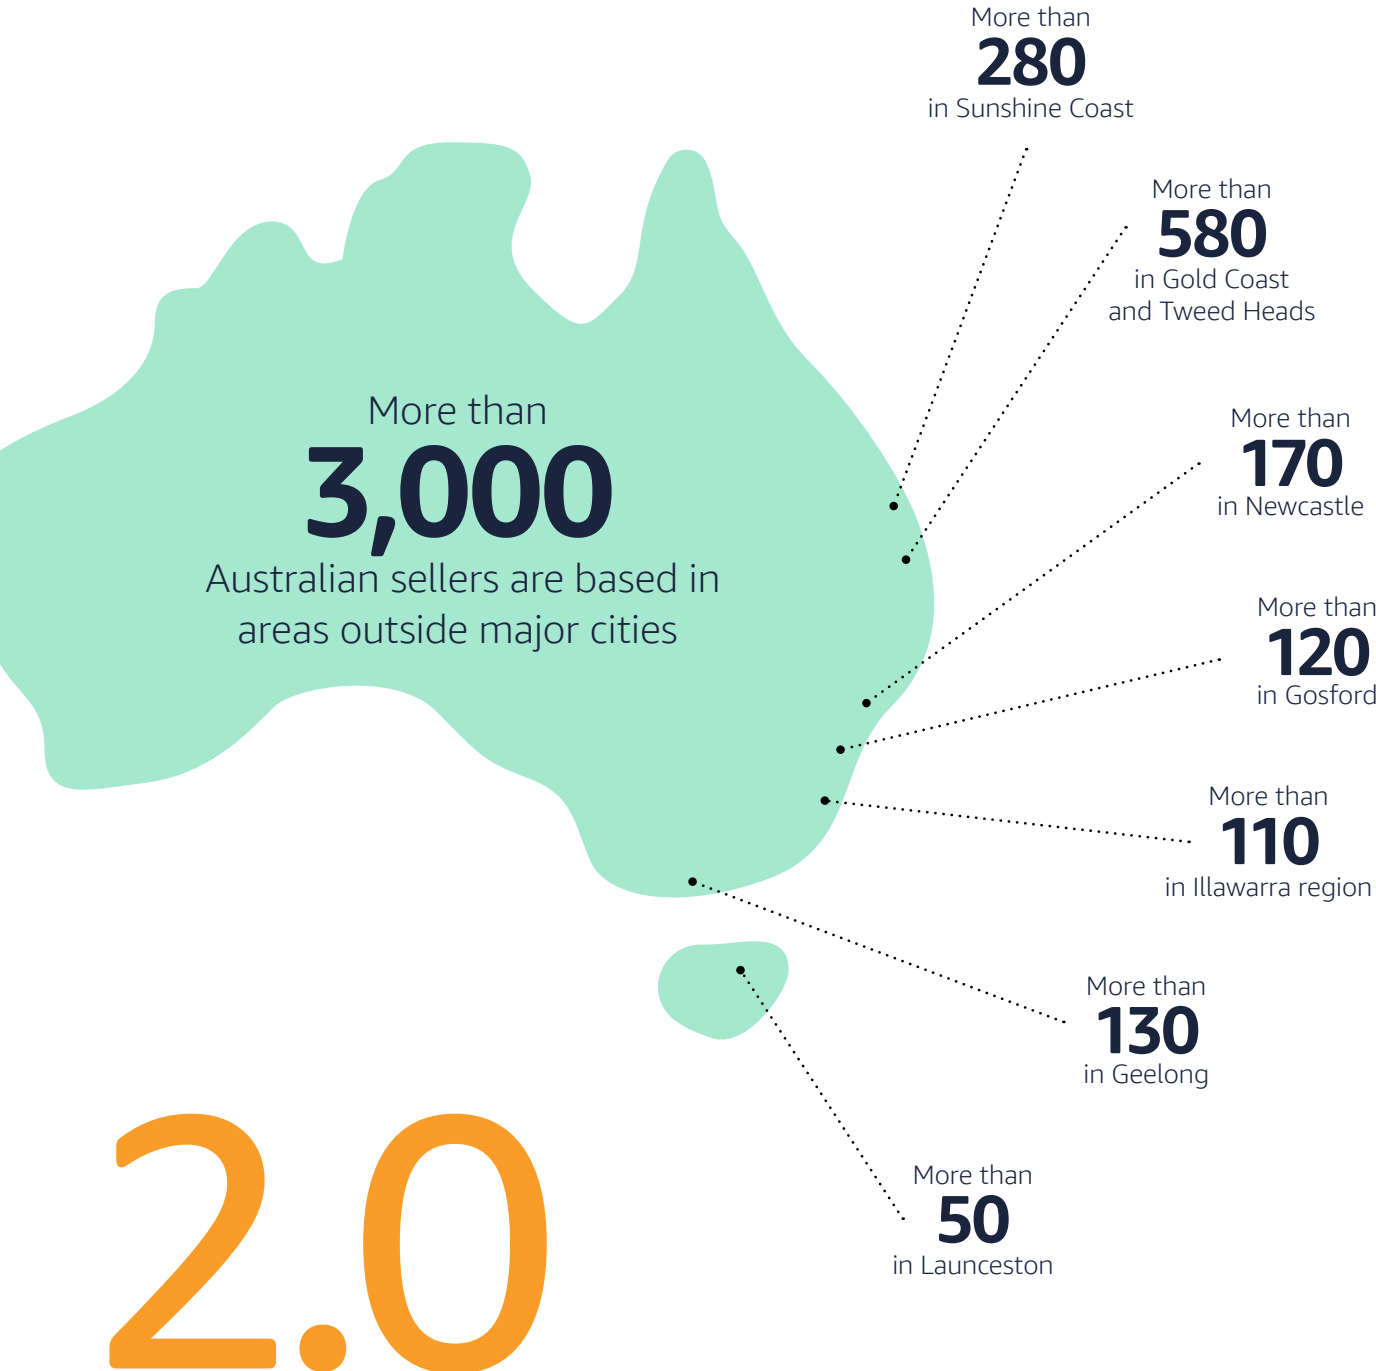 More than
280
in Sunshine Coast
More than
580
in Gold Coast
and Tweed Heads
More than
3,000
Australian sellers are based in
areas outside major cities
More than
170
in Newcastle
More than
120
in Gosford
More than
110
in Illawarra region
More than
130
in Geelong
More than
50
in Launceston
2.0